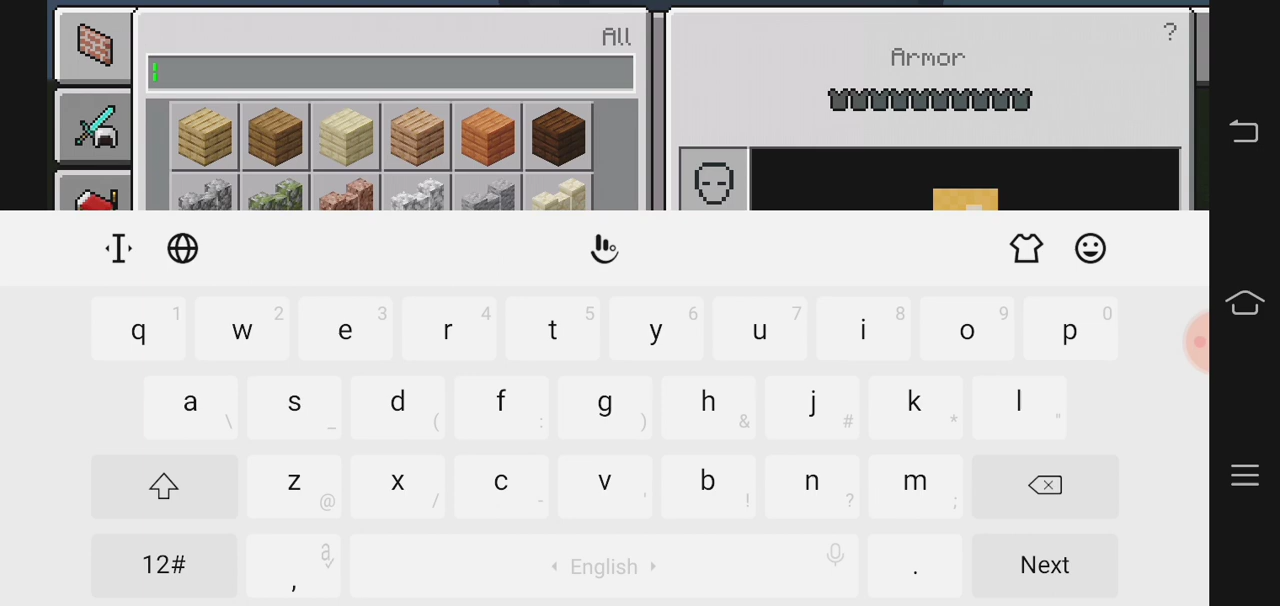 All
?
Armor
q 1 w 2 e 3 r 4 t 5 y 6 u 7 i 8 o 9 p 0
a \ s _ d ( f : g ) h & j # k * l "
z @ x / c - v ' b ! n ? m ;
12# , a English . Next